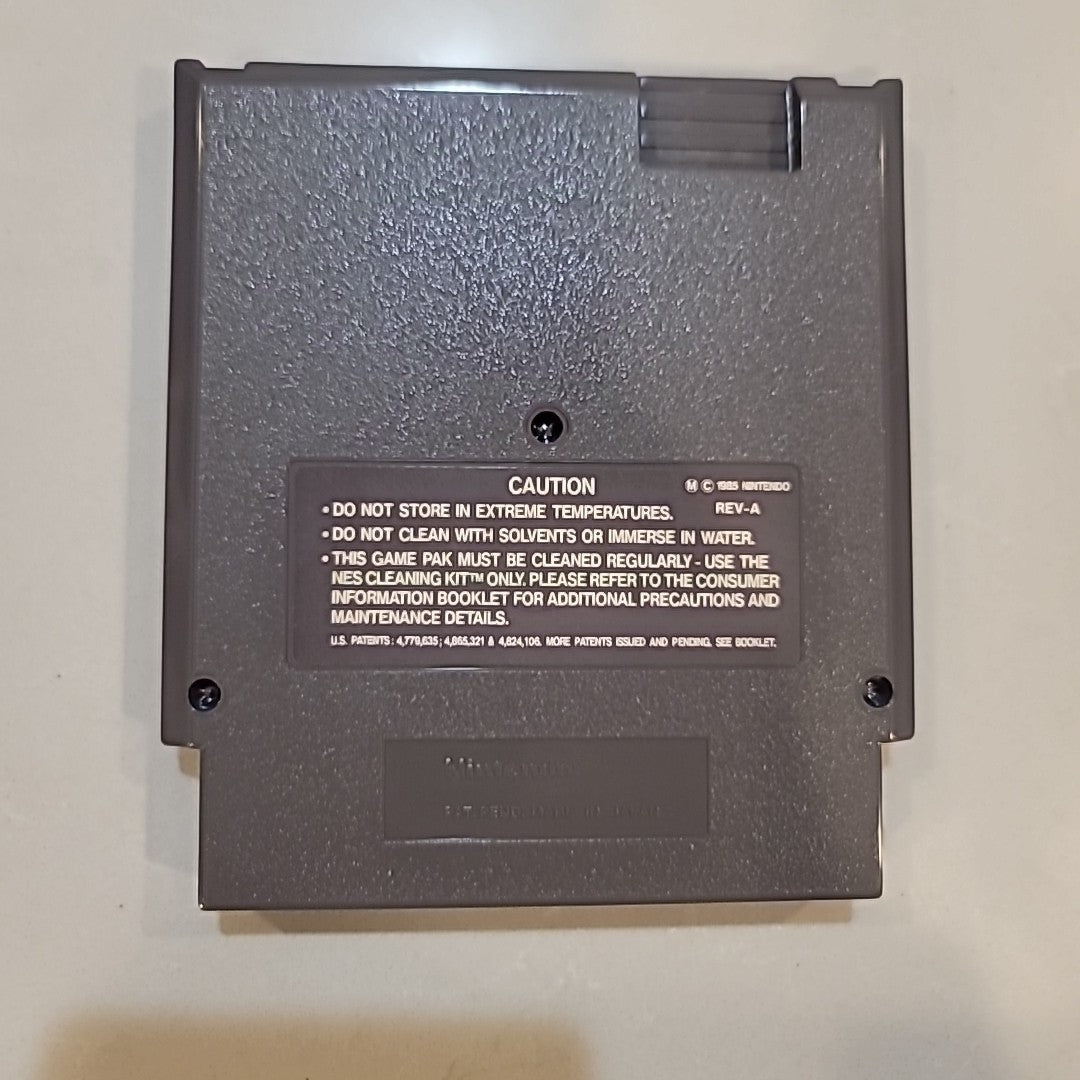 CAUTION
Ⓜ © 1985 NINTENDO
• DO NOT STORE IN EXTREME TEMPERATURES.
REV-A
• DO NOT CLEAN WITH SOLVENTS OR IMMERSE IN WATER.
• THIS GAME PAK MUST BE CLEANED REGULARLY - USE THE
NES CLEANING KIT™ ONLY. PLEASE REFER TO THE CONSUMER
INFORMATION BOOKLET FOR ADDITIONAL PRECAUTIONS AND
MAINTENANCE DETAILS.
U.S. PATENTS: 4,779,635; 4,865,321 & 4,824,106. MORE PATENTS ISSUED AND PENDING. SEE BOOKLET.
Nintendo